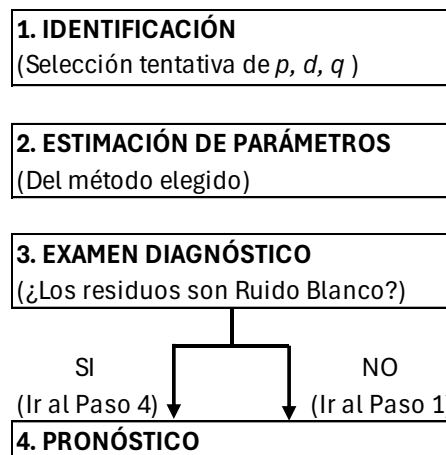 1. IDENTIFICACIÓN
(Selección tentativa de p, d, q )
2. ESTIMACIÓN DE PARÁMETROS
(Del método elegido)
3. EXAMEN DIAGNÓSTICO
(¿Los residuos son Ruido Blanco?)
SI NO
(Ir al Paso 4) (Ir al Paso 1)
4. PRONÓSTICO